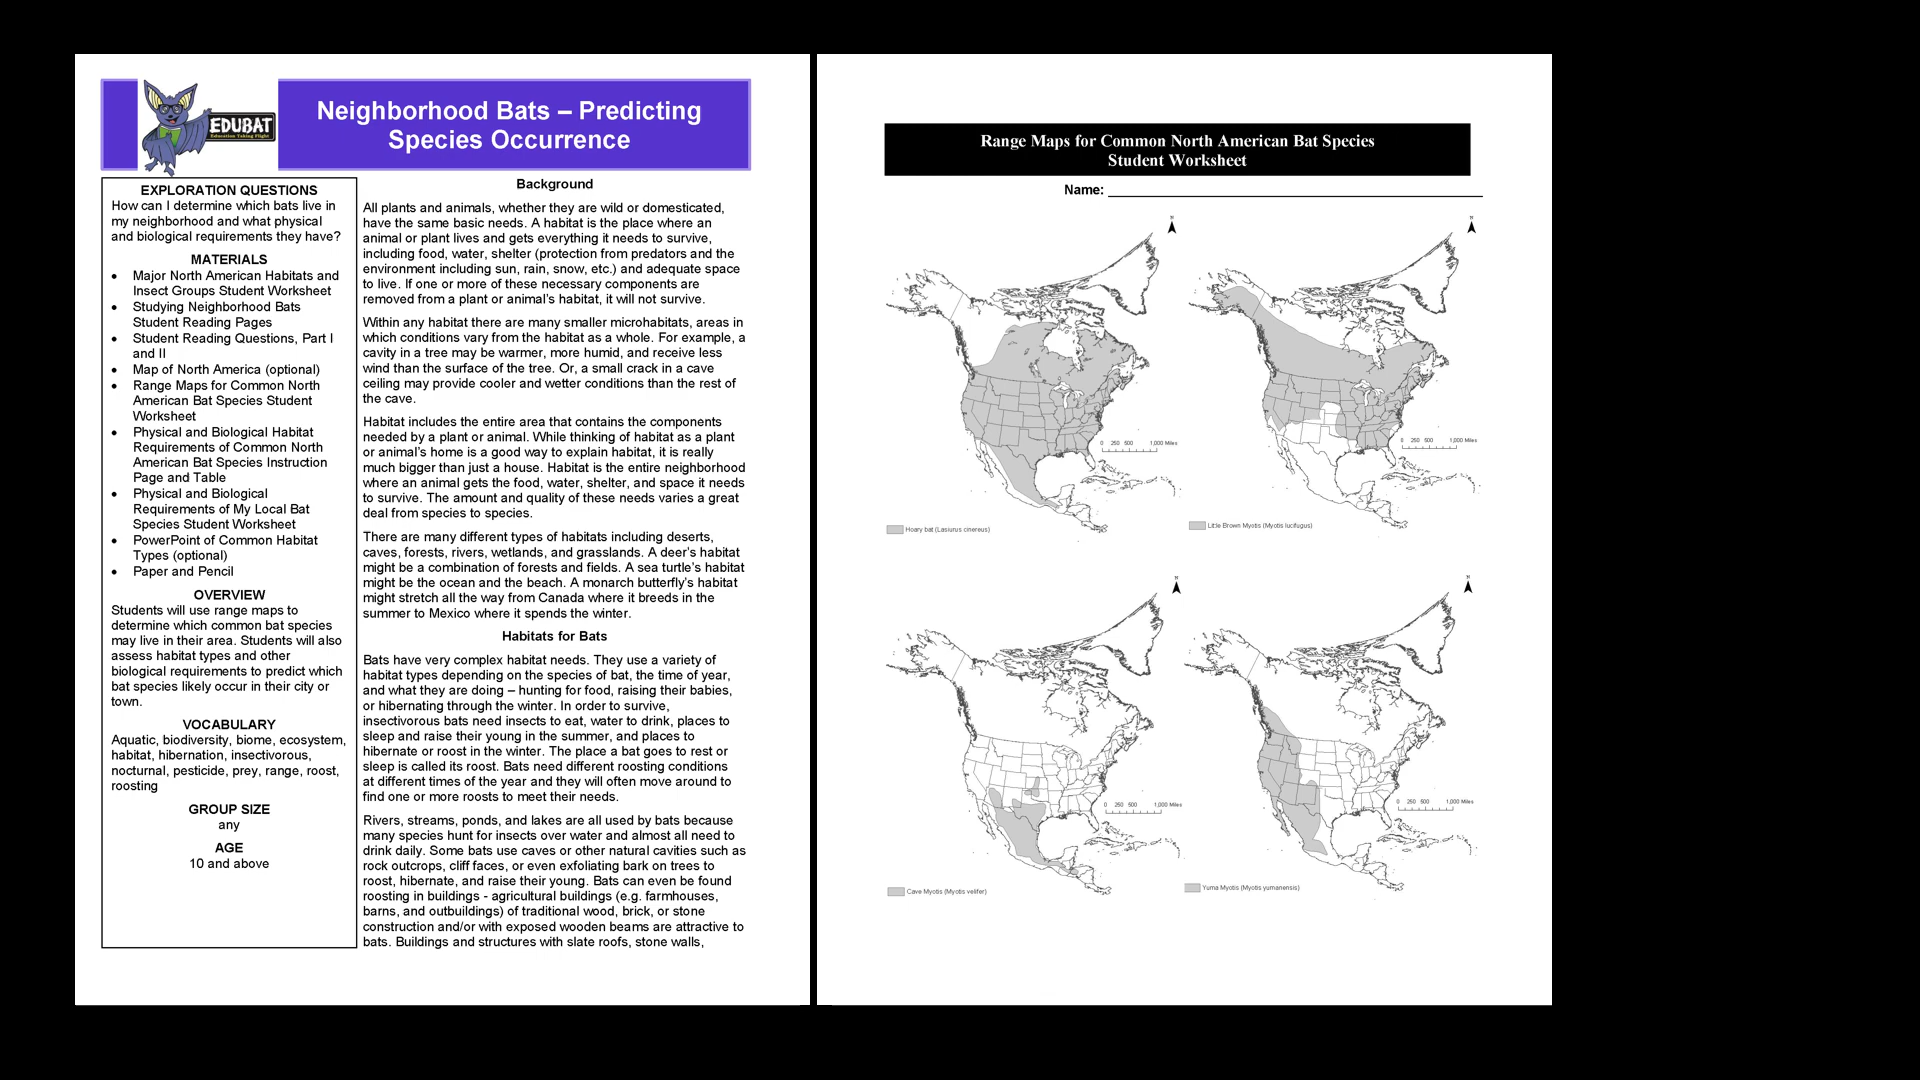 EDUBAT
Education Taking Flight
Neighborhood Bats – Predicting
Species Occurrence
EXPLORATION QUESTIONS
How can I determine which bats live in
my neighborhood and what physical
and biological requirements they have?
MATERIALS
• Major North American Habitats and
Insect Groups Student Worksheet
• Studying Neighborhood Bats
Student Reading Pages
• Student Reading Questions, Part I
and II
• Map of North America (optional)
• Range Maps for Common North
American Bat Species Student
Worksheet
• Physical and Biological Habitat
Requirements of Common North
American Bat Species Instruction
Page and Table
• Physical and Biological
Requirements of My Local Bat
Species Student Worksheet
• PowerPoint of Common Habitat
Types (optional)
• Paper and Pencil
OVERVIEW
Students will use range maps to
determine which common bat species
may live in their area. Students will also
assess habitat types and other
biological requirements to predict which
bat species likely occur in their city or
town.
VOCABULARY
Aquatic, biodiversity, biome, ecosystem,
habitat, hibernation, insectivorous,
nocturnal, pesticide, prey, range, roost,
roosting
GROUP SIZE
any
AGE
10 and above
Background
All plants and animals, whether they are wild or domesticated,
have the same basic needs. A habitat is the place where an
animal or plant lives and gets everything it needs to survive,
including food, water, shelter (protection from predators and the
environment including sun, rain, snow, etc.) and adequate space
to live. If one or more of these necessary components are
removed from a plant or animal's habitat, it will not survive.
Within any habitat there are many smaller microhabitats, areas in
which conditions vary from the habitat as a whole. For example, a
cavity in a tree may be warmer, more humid, and receive less
wind than the surface of the tree. Or, a small crack in a cave
ceiling may provide cooler and wetter conditions than the rest of
the cave.
Habitat includes the entire area that contains the components
needed by a plant or animal. While thinking of habitat as a plant
or animal's home is a good way to explain habitat, it is really
much bigger than just a house. Habitat is the entire neighborhood
where an animal gets the food, water, shelter, and space it needs
to survive. The amount and quality of these needs varies a great
deal from species to species.
There are many different types of habitats including deserts,
caves, forests, rivers, wetlands, and grasslands. A deer's habitat
might be a combination of forests and fields. A sea turtle's habitat
might be the ocean and the beach. A monarch butterfly's habitat
might stretch all the way from Canada where it breeds in the
summer to Mexico where it spends the winter.
Habitats for Bats
Bats have very complex habitat needs. They use a variety of
habitat types depending on the species of bat, the time of year,
and what they are doing – hunting for food, raising their babies,
or hibernating through the winter. In order to survive,
insectivorous bats need insects to eat, water to drink, places to
sleep and raise their young in the summer, and places to
hibernate or roost in the winter. The place a bat goes to rest or
sleep is called its roost. Bats need different roosting conditions
at different times of the year and they will often move around to
find one or more roosts to meet their needs.
Rivers, streams, ponds, and lakes are all used by bats because
many species hunt for insects over water and almost all need to
drink daily. Some bats use caves or other natural cavities such as
rock outcrops, cliff faces, or even exfoliating bark on trees to
roost, hibernate, and raise their young. Bats can even be found
roosting in buildings - agricultural buildings (e.g. farmhouses,
barns, and outbuildings) of traditional wood, brick, or stone
construction and/or with exposed wooden beams are attractive to
bats. Buildings and structures with slate roofs, stone walls,
Range Maps for Common North American Bat Species
Student Worksheet
Name:
N
0 250 500 1,000 Miles
Hoary bat (Lasiurus cinereus)
N
0 250 500 1,000 Miles
Little Brown Myotis (Myotis lucifugus)
N
0 250 500 1,000 Miles
Cave Myotis (Myotis velifer)
N
0 250 500 1,000 Miles
Yuma Myotis (Myotis yumanensis)